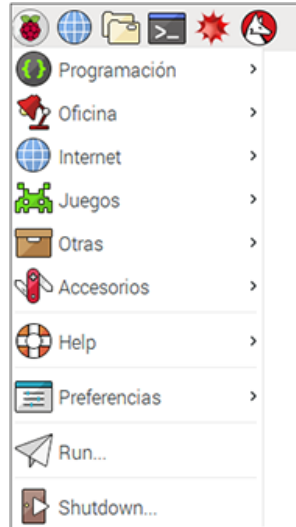 Programación
Oficina
Internet
Juegos
Otras
Accesorios
Help
Preferencias
Run...
Shutdown...